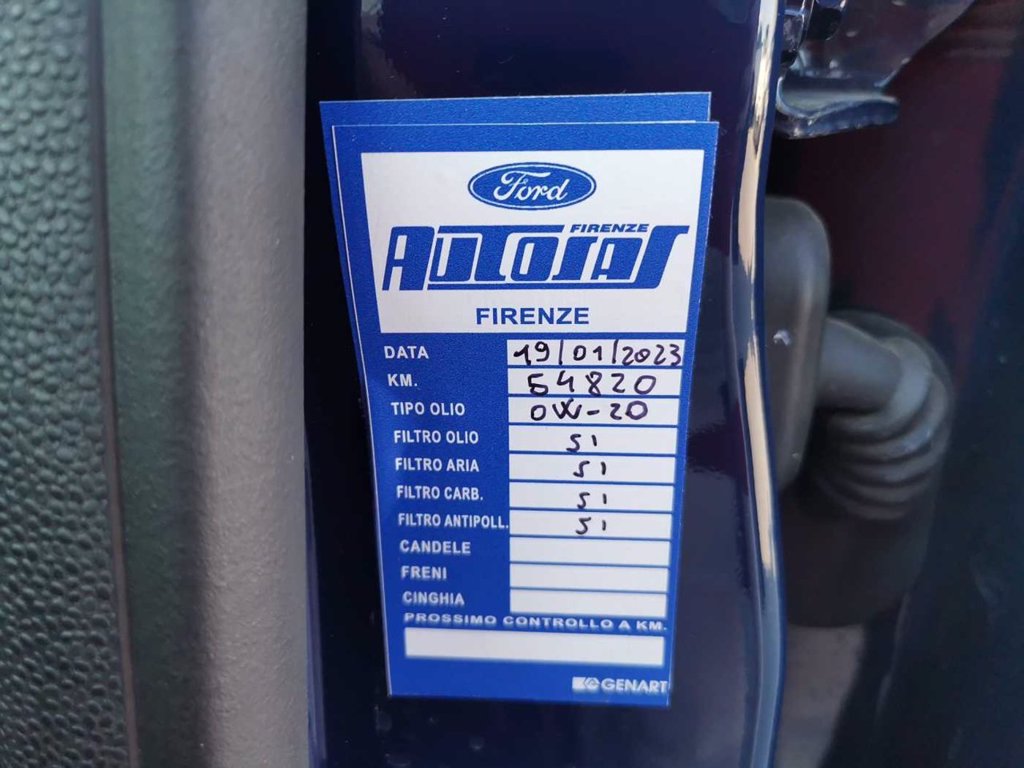 Ford
FIRENZE
AUTOSAS
FIRENZE
DATA 19/01/2023
KM. 54820
TIPO OLIO 0W-20
FILTRO OLIO SI
FILTRO ARIA SI
FILTRO CARB. SI
FILTRO ANTIPOLL. SI
CANDELE
FRENI
CINGHIA
PROSSIMO CONTROLLO A KM.
GENART